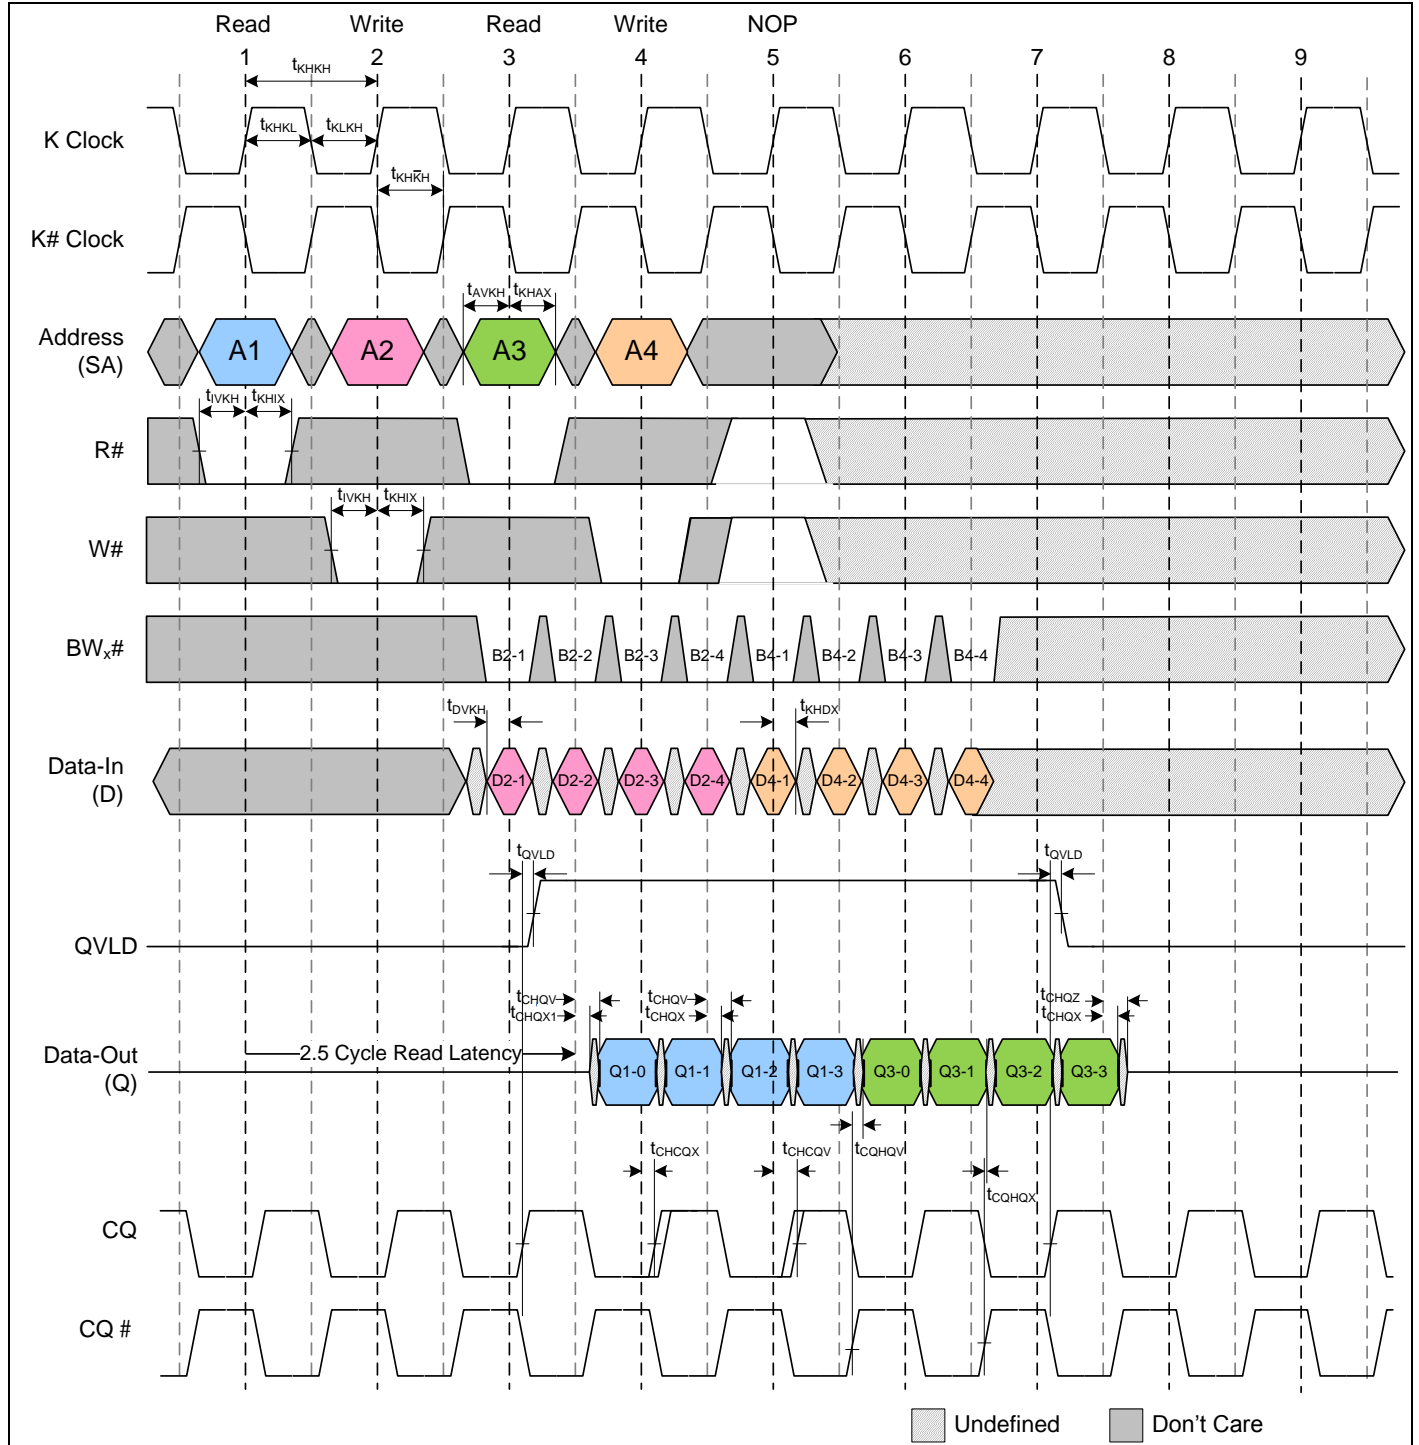 Read Write Read Write NOP
1 2 3 4 5 6 7 8 9
tKHKH
K Clock tKHKL tKLKH
tKHK̅H
K# Clock
tAVKH tKHAX
Address
(SA) A1 A2 A3 A4
tIVKH tKHIX
R#
tIVKH tKHIX
W#
BWx# B2-1 B2-2 B2-3 B2-4 B4-1 B4-2 B4-3 B4-4
tDVKH tKHDX
Data-In
(D) D2-1 D2-2 D2-3 D2-4 D4-1 D4-2 D4-3 D4-4
tQVLD tQVLD
QVLD
tCHQV tCHQV tCHQZ
tCHQX1 tCHQX tCHQX
Data-Out
(Q) 2.5 Cycle Read Latency Q1-0 Q1-1 Q1-2 Q1-3 Q3-0 Q3-1 Q3-2 Q3-3
tCHCQX tCHCQV tCQHQV
tCQHQX
CQ
CQ #
Undefined Don't Care